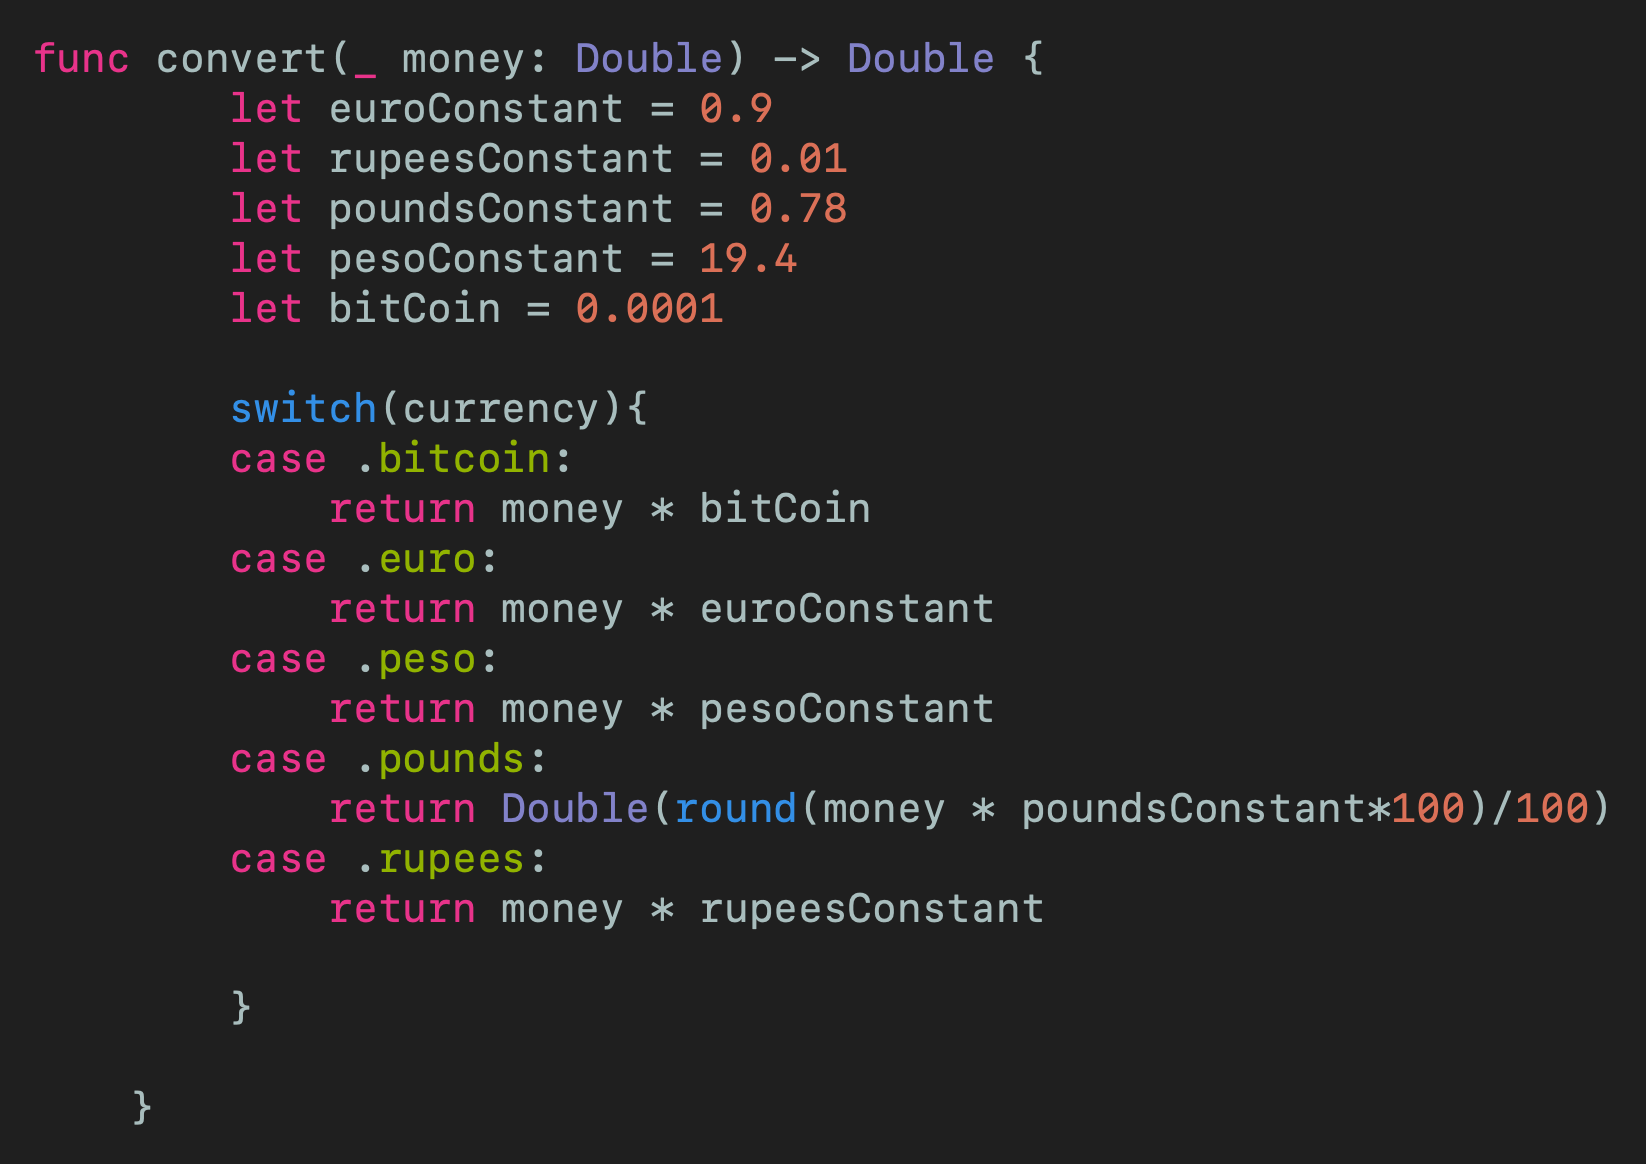 func convert(_ money: Double) -> Double {
let euroConstant = 0.9
let rupeesConstant = 0.01
let poundsConstant = 0.78
let pesoConstant = 19.4
let bitCoin = 0.0001
switch(currency){
case .bitcoin:
return money * bitCoin
case .euro:
return money * euroConstant
case .peso:
return money * pesoConstant
case .pounds:
return Double(round(money * poundsConstant*100)/100)
case .rupees:
return money * rupeesConstant
}
}